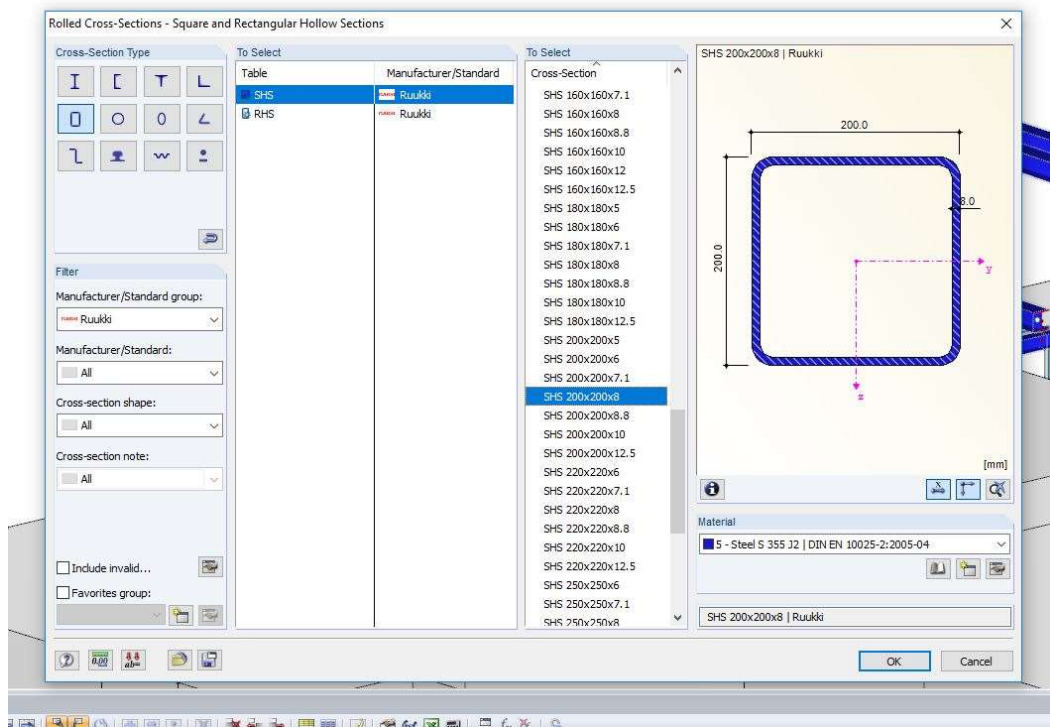 Rolled Cross-Sections - Square and Rectangular Hollow Sections
Cross-Section Type
To Select
Table Manufacturer/Standard
SHS Ruukki
RHS Ruukki
To Select
Cross-Section
SHS 160x160x7.1
SHS 160x160x8
SHS 160x160x8.8
SHS 160x160x10
SHS 160x160x12
SHS 160x160x12.5
SHS 180x180x5
SHS 180x180x6
SHS 180x180x7.1
SHS 180x180x8
SHS 180x180x8.8
SHS 180x180x10
SHS 180x180x12.5
SHS 200x200x5
SHS 200x200x6
SHS 200x200x7.1
SHS 200x200x8
SHS 200x200x8.8
SHS 200x200x10
SHS 200x200x12.5
SHS 220x220x6
SHS 220x220x7.1
SHS 220x220x8
SHS 220x220x8.8
SHS 220x220x10
SHS 220x220x12.5
SHS 250x250x6
SHS 250x250x7.1
SHS 250x250x8
SHS 200x200x8 | Ruukki
200.0
8.0
200.0
y
z
[mm]
Filter
Manufacturer/Standard group:
Ruukki
Manufacturer/Standard:
All
Cross-section shape:
All
Cross-section note:
All
Include invalid...
Favorites group:
Material
5 - Steel S 355 J2 | DIN EN 10025-2:2005-04
SHS 200x200x8 | Ruukki
0.00
OK
Cancel